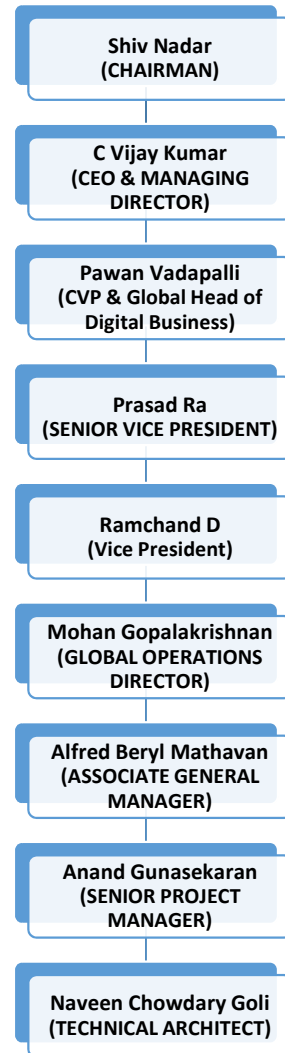 Shiv Nadar
(CHAIRMAN)
C Vijay Kumar
(CEO & MANAGING
DIRECTOR)
Pawan Vadapalli
(CVP & Global Head of
Digital Business)
Prasad Ra
(SENIOR VICE PRESIDENT)
Ramchand D
(Vice President)
Mohan Gopalakrishnan
(GLOBAL OPERATIONS
DIRECTOR)
Alfred Beryl Mathavan
(ASSOCIATE GENERAL
MANAGER)
Anand Gunasekaran
(SENIOR PROJECT
MANAGER)
Naveen Chowdary Goli
(TECHNICAL ARCHITECT)